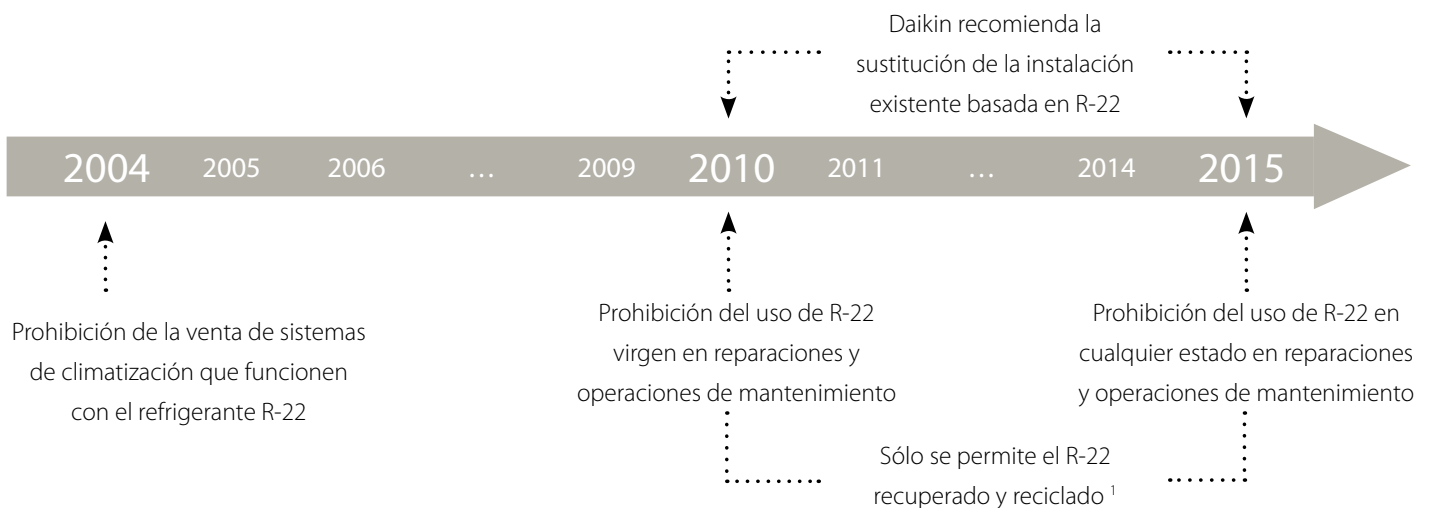 Daikin recomienda la
sustitución de la instalación
existente basada en R-22
2004 2005 2006 ... 2009 2010 2011 ... 2014 2015
Prohibición de la venta de sistemas
de climatización que funcionen
con el refrigerante R-22
Prohibición del uso de R-22
virgen en reparaciones y
operaciones de mantenimiento
Prohibición del uso de R-22 en
cualquier estado en reparaciones
y operaciones de mantenimiento
Sólo se permite el R-22
recuperado y reciclado ¹